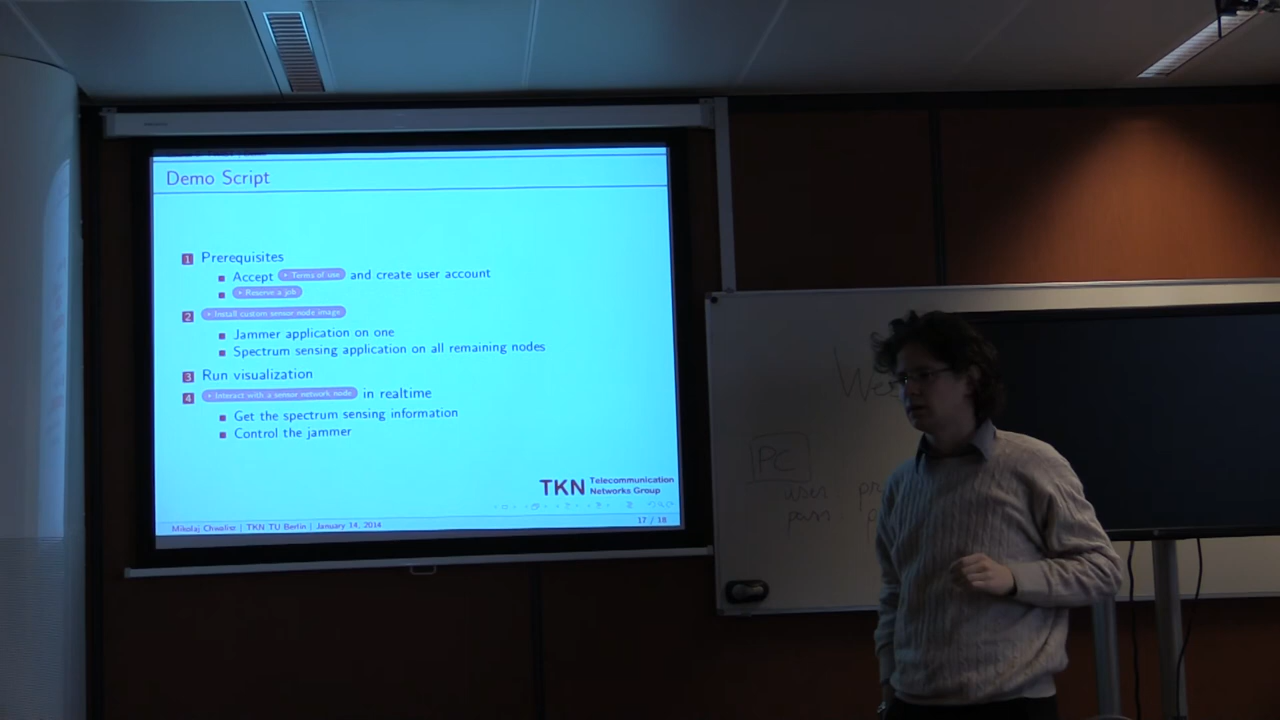 Demo Script
1 Prerequisites
Accept Terms of use and create user account
Reserve a job
2 Install custom sensor node image
Jammer application on one
Spectrum sensing application on all remaining nodes
3 Run visualization
4 Interact with a sensor network node in realtime
Get the spectrum sensing information
Control the jammer
TKN Telecommunication
Networks Group
Mikolaj Chwalisz | TKN TU Berlin | January 14, 2014
17 / 18
PC
user
pass